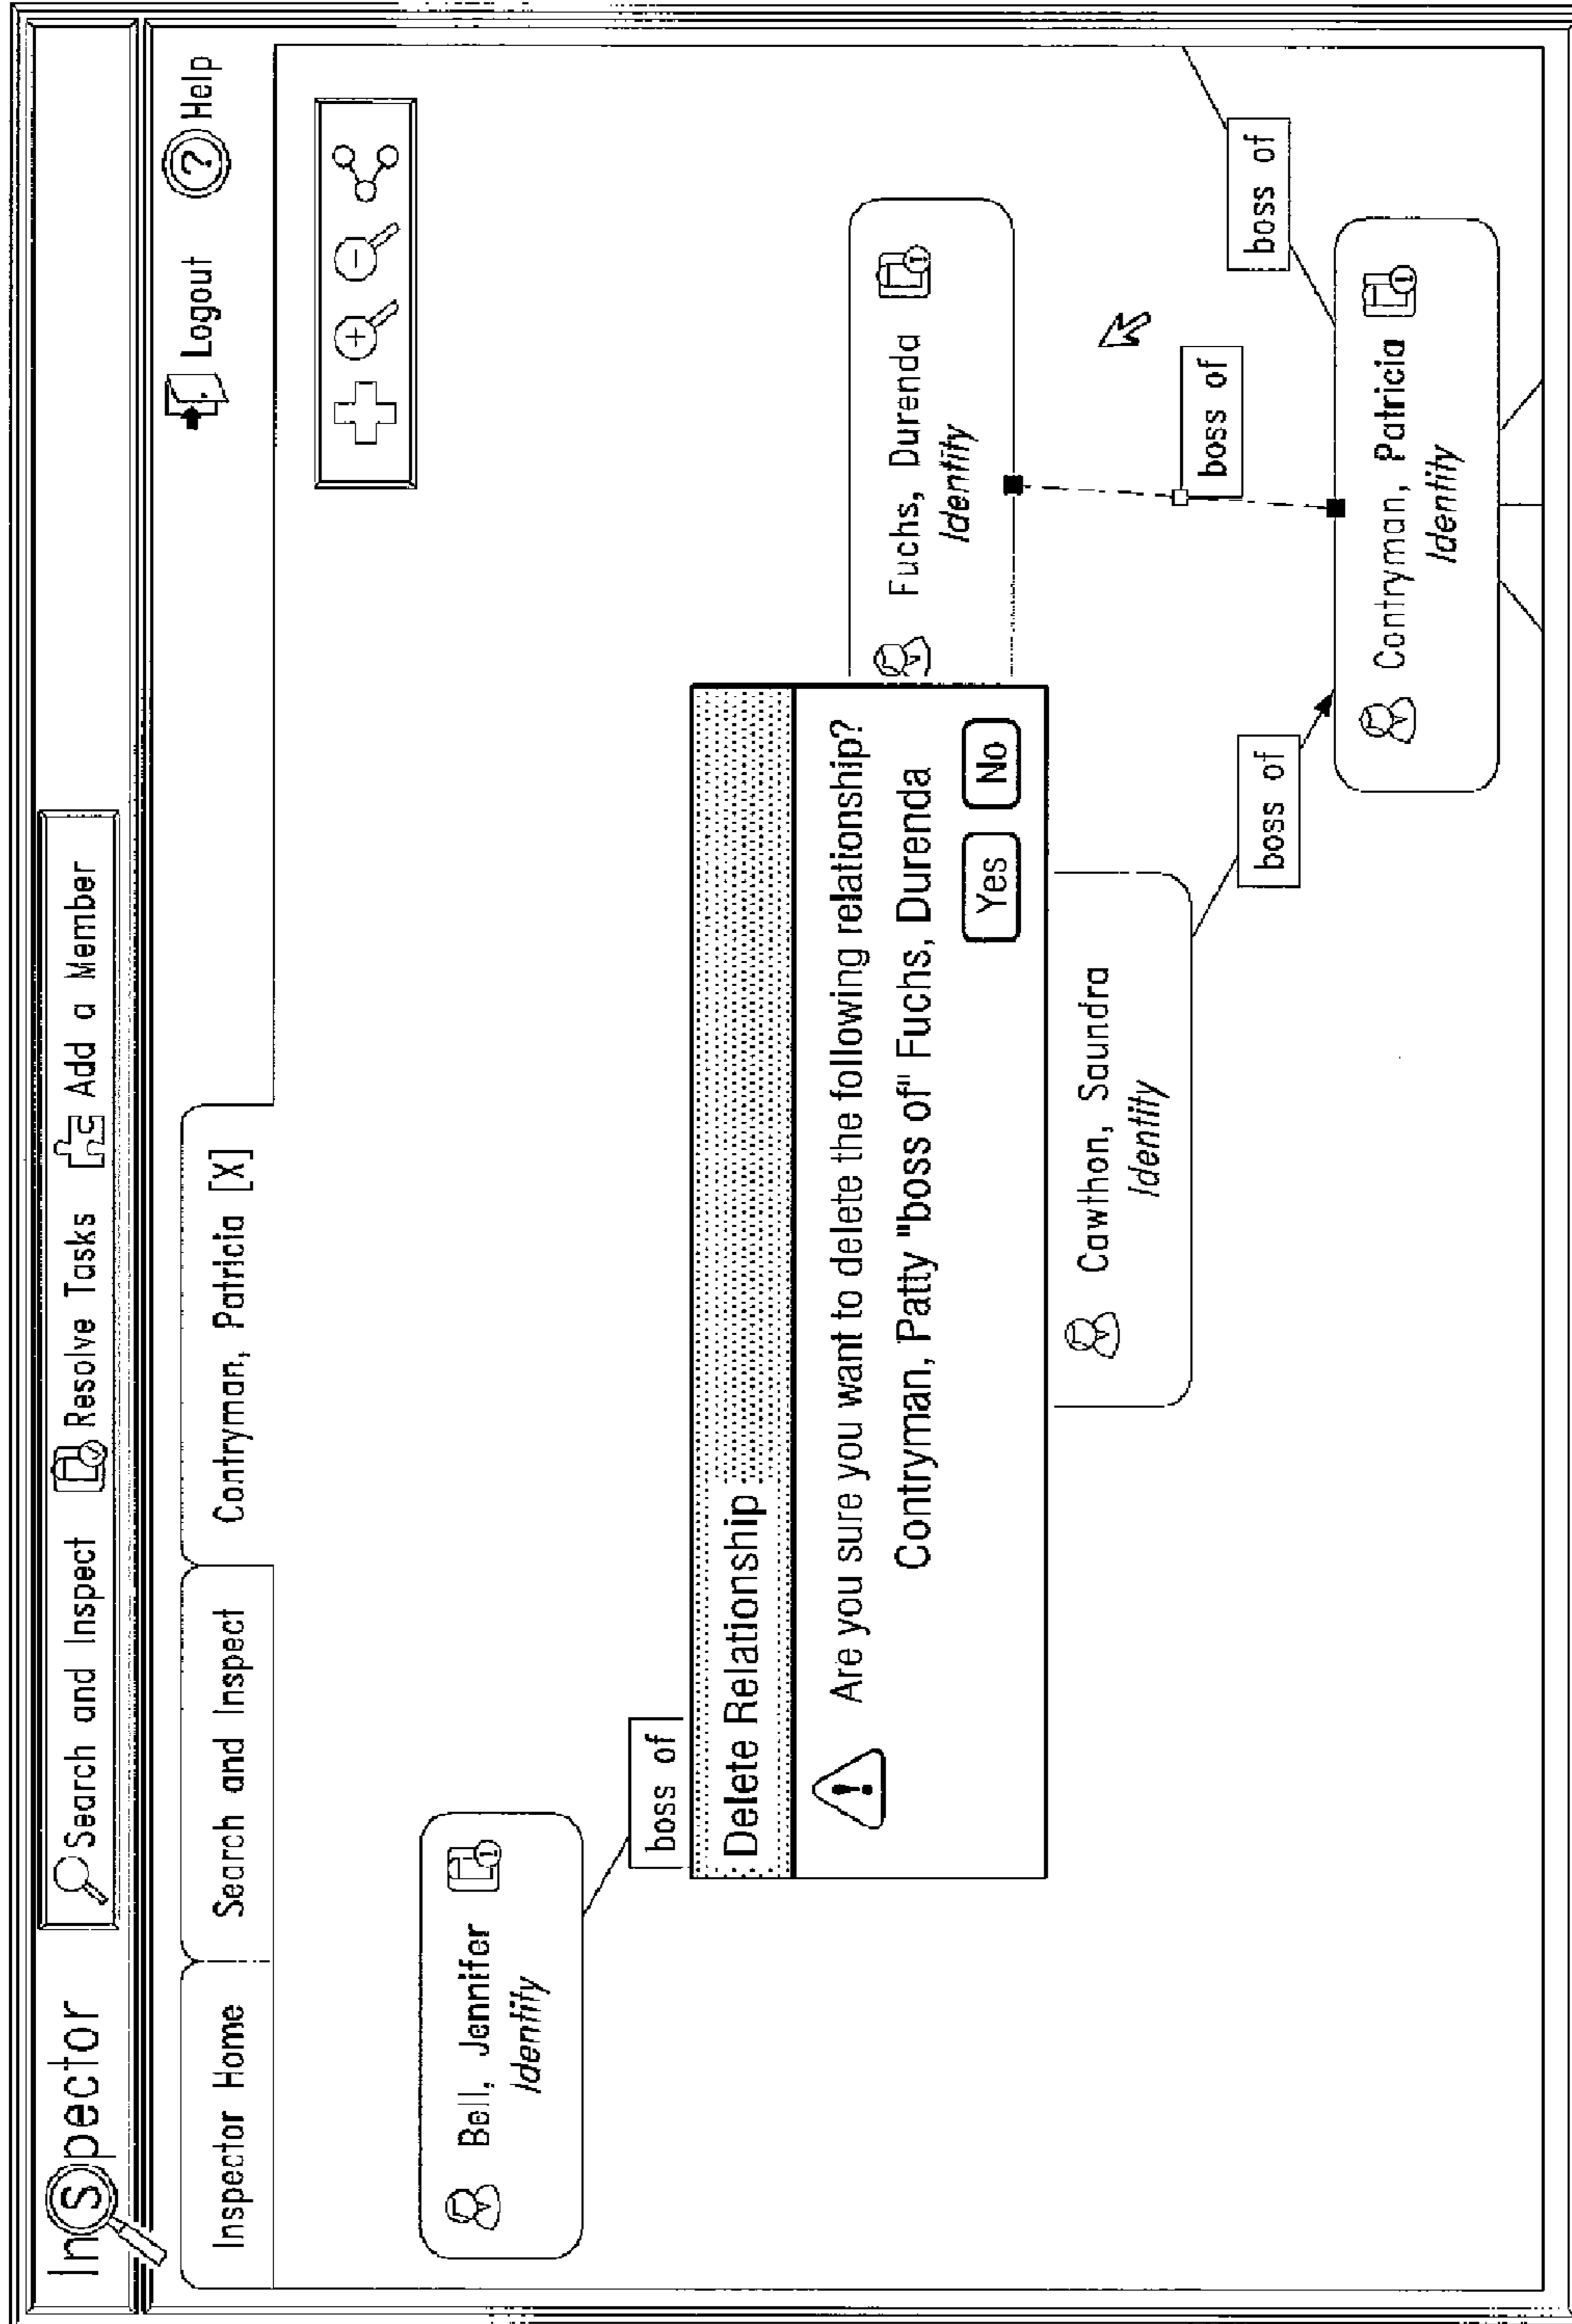 Inspector
Search and Inspect Resolve Tasks Add a Member
Logout ? Help
Inspector Home Search and Inspect Contryman, Patricia [X]
Bell, Jennifer
Identity
boss of
Delete Relationship
Are you sure you want to delete the following relationship?
Contryman, Patty "boss of" Fuchs, Durenda
Yes No
Fuchs, Durenda
Identity
Cawthon, Saundra
Identity
boss of
boss of
boss of
Contryman, Patricia
Identity